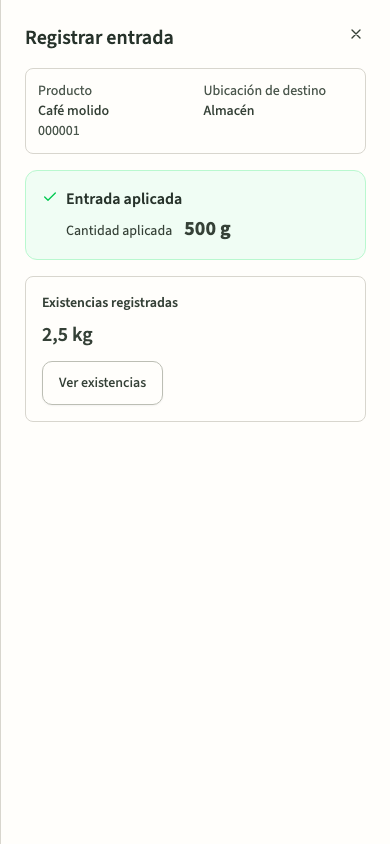 Registrar entrada
Producto
Café molido
000001
Ubicación de destino
Almacén
Entrada aplicada
Cantidad aplicada 500 g
Existencias registradas
2,5 kg
Ver existencias